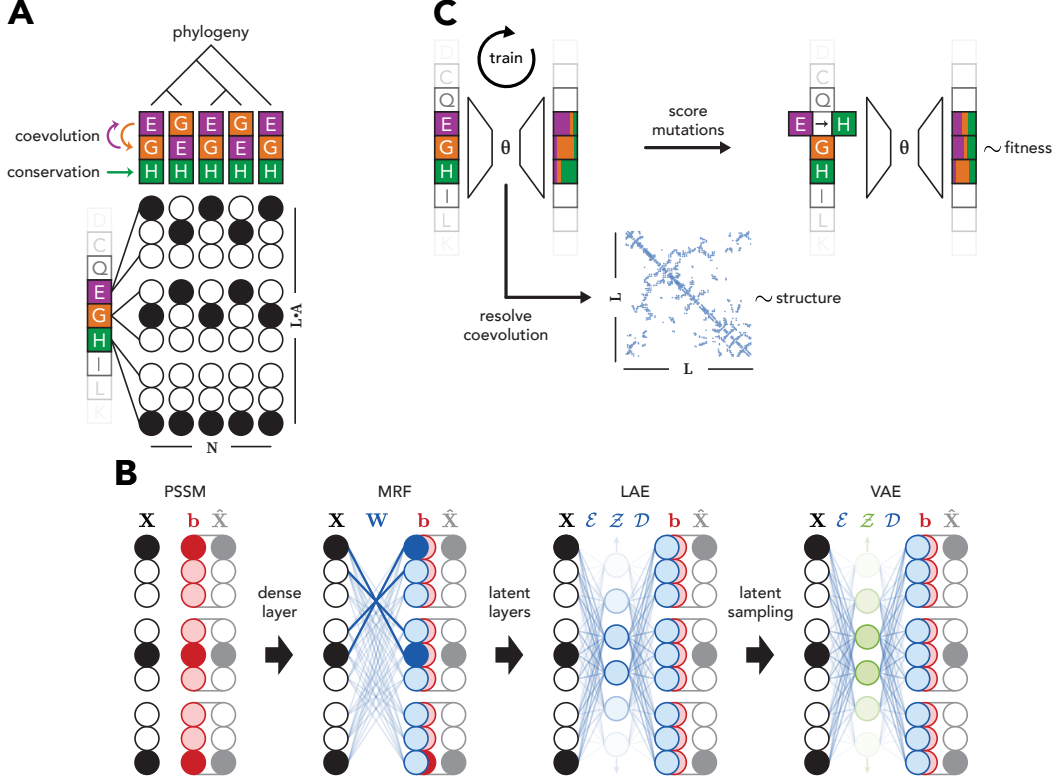 A
phylogeny
E G E G E
coevolution
G E G E G
conservation
H H H H H
D
C
Q
E
G
H
I
L
K
L•A
N
C
train
D
C
Q
E
G
H
I
L
K
θ
score
mutations
D
C
Q
E → H
G
H
I
L
K
θ
~ fitness
resolve
coevolution
L
L
~ structure
B
PSSM
X b X̂
dense
layer
MRF
X W b X̂
latent
layers
LAE
X ℰ 𝒵 𝒟 b X̂
latent
sampling
VAE
X ℰ 𝒵 𝒟 b X̂